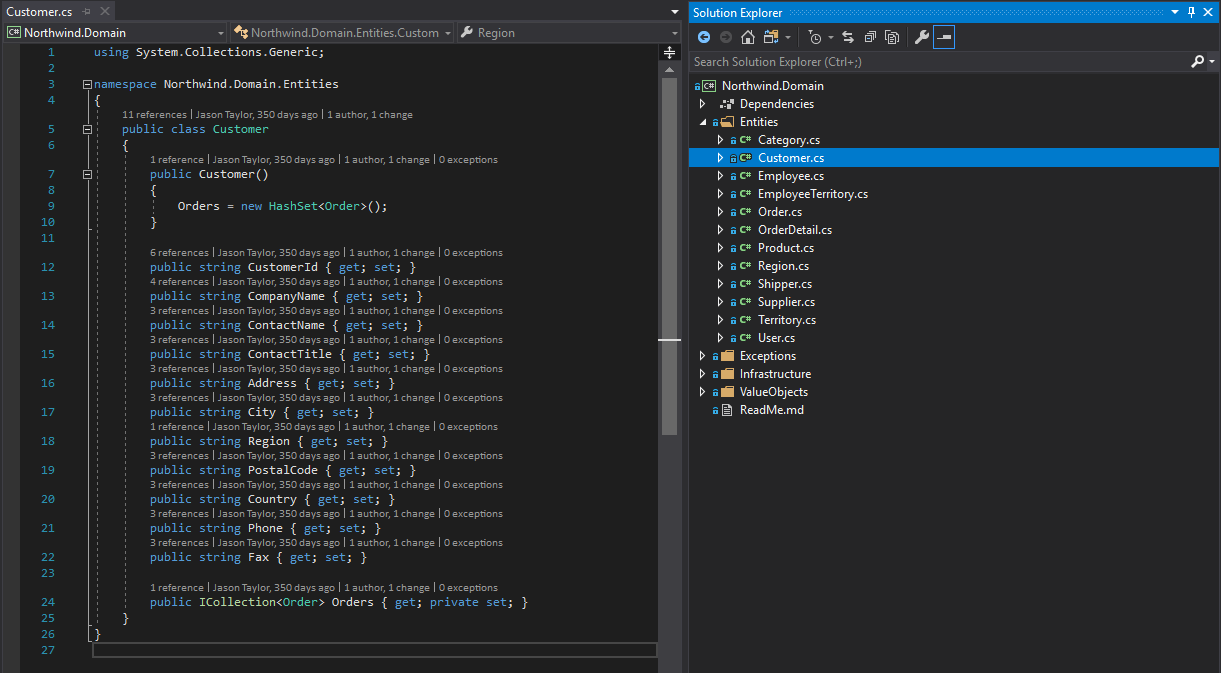 Customer.cs
Northwind.Domain
Northwind.Domain.Entities.Custom
Region
1 using System.Collections.Generic;
2
3 namespace Northwind.Domain.Entities
4 {
11 references | Jason Taylor, 350 days ago | 1 author, 1 change
5 public class Customer
6 {
1 reference | Jason Taylor, 350 days ago | 1 author, 1 change | 0 exceptions
7 public Customer()
8 {
9 Orders = new HashSet<Order>();
10 }
11
6 references | Jason Taylor, 350 days ago | 1 author, 1 change | 0 exceptions
12 public string CustomerId { get; set; }
4 references | Jason Taylor, 350 days ago | 1 author, 1 change | 0 exceptions
13 public string CompanyName { get; set; }
3 references | Jason Taylor, 350 days ago | 1 author, 1 change | 0 exceptions
14 public string ContactName { get; set; }
3 references | Jason Taylor, 350 days ago | 1 author, 1 change | 0 exceptions
15 public string ContactTitle { get; set; }
3 references | Jason Taylor, 350 days ago | 1 author, 1 change | 0 exceptions
16 public string Address { get; set; }
3 references | Jason Taylor, 350 days ago | 1 author, 1 change | 0 exceptions
17 public string City { get; set; }
1 reference | Jason Taylor, 350 days ago | 1 author, 1 change | 0 exceptions
18 public string Region { get; set; }
3 references | Jason Taylor, 350 days ago | 1 author, 1 change | 0 exceptions
19 public string PostalCode { get; set; }
3 references | Jason Taylor, 350 days ago | 1 author, 1 change | 0 exceptions
20 public string Country { get; set; }
3 references | Jason Taylor, 350 days ago | 1 author, 1 change | 0 exceptions
21 public string Phone { get; set; }
3 references | Jason Taylor, 350 days ago | 1 author, 1 change | 0 exceptions
22 public string Fax { get; set; }
23
1 reference | Jason Taylor, 350 days ago | 1 author, 1 change | 0 exceptions
24 public ICollection<Order> Orders { get; private set; }
25 }
26 }
27
Solution Explorer
Search Solution Explorer (Ctrl+;)
C# Northwind.Domain
Dependencies
Entities
C# Category.cs
C# Customer.cs
C# Employee.cs
C# EmployeeTerritory.cs
C# Order.cs
C# OrderDetail.cs
C# Product.cs
C# Region.cs
C# Shipper.cs
C# Supplier.cs
C# Territory.cs
C# User.cs
Exceptions
Infrastructure
ValueObjects
ReadMe.md